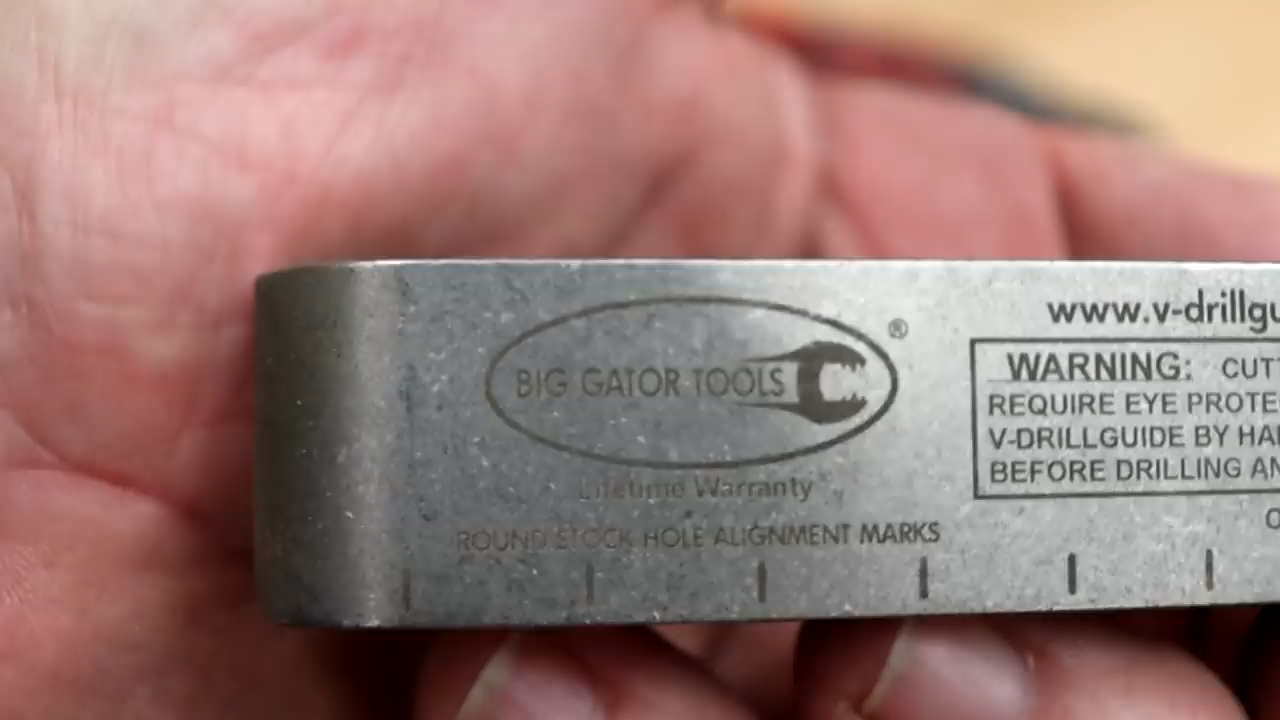 BIG GATOR TOOLS
®
Lifetime Warranty
ROUND STOCK HOLE ALIGNMENT MARKS
www.v-drillgu
WARNING: CUTT
REQUIRE EYE PROTE
V-DRILLGUIDE BY HA
BEFORE DRILLING AN